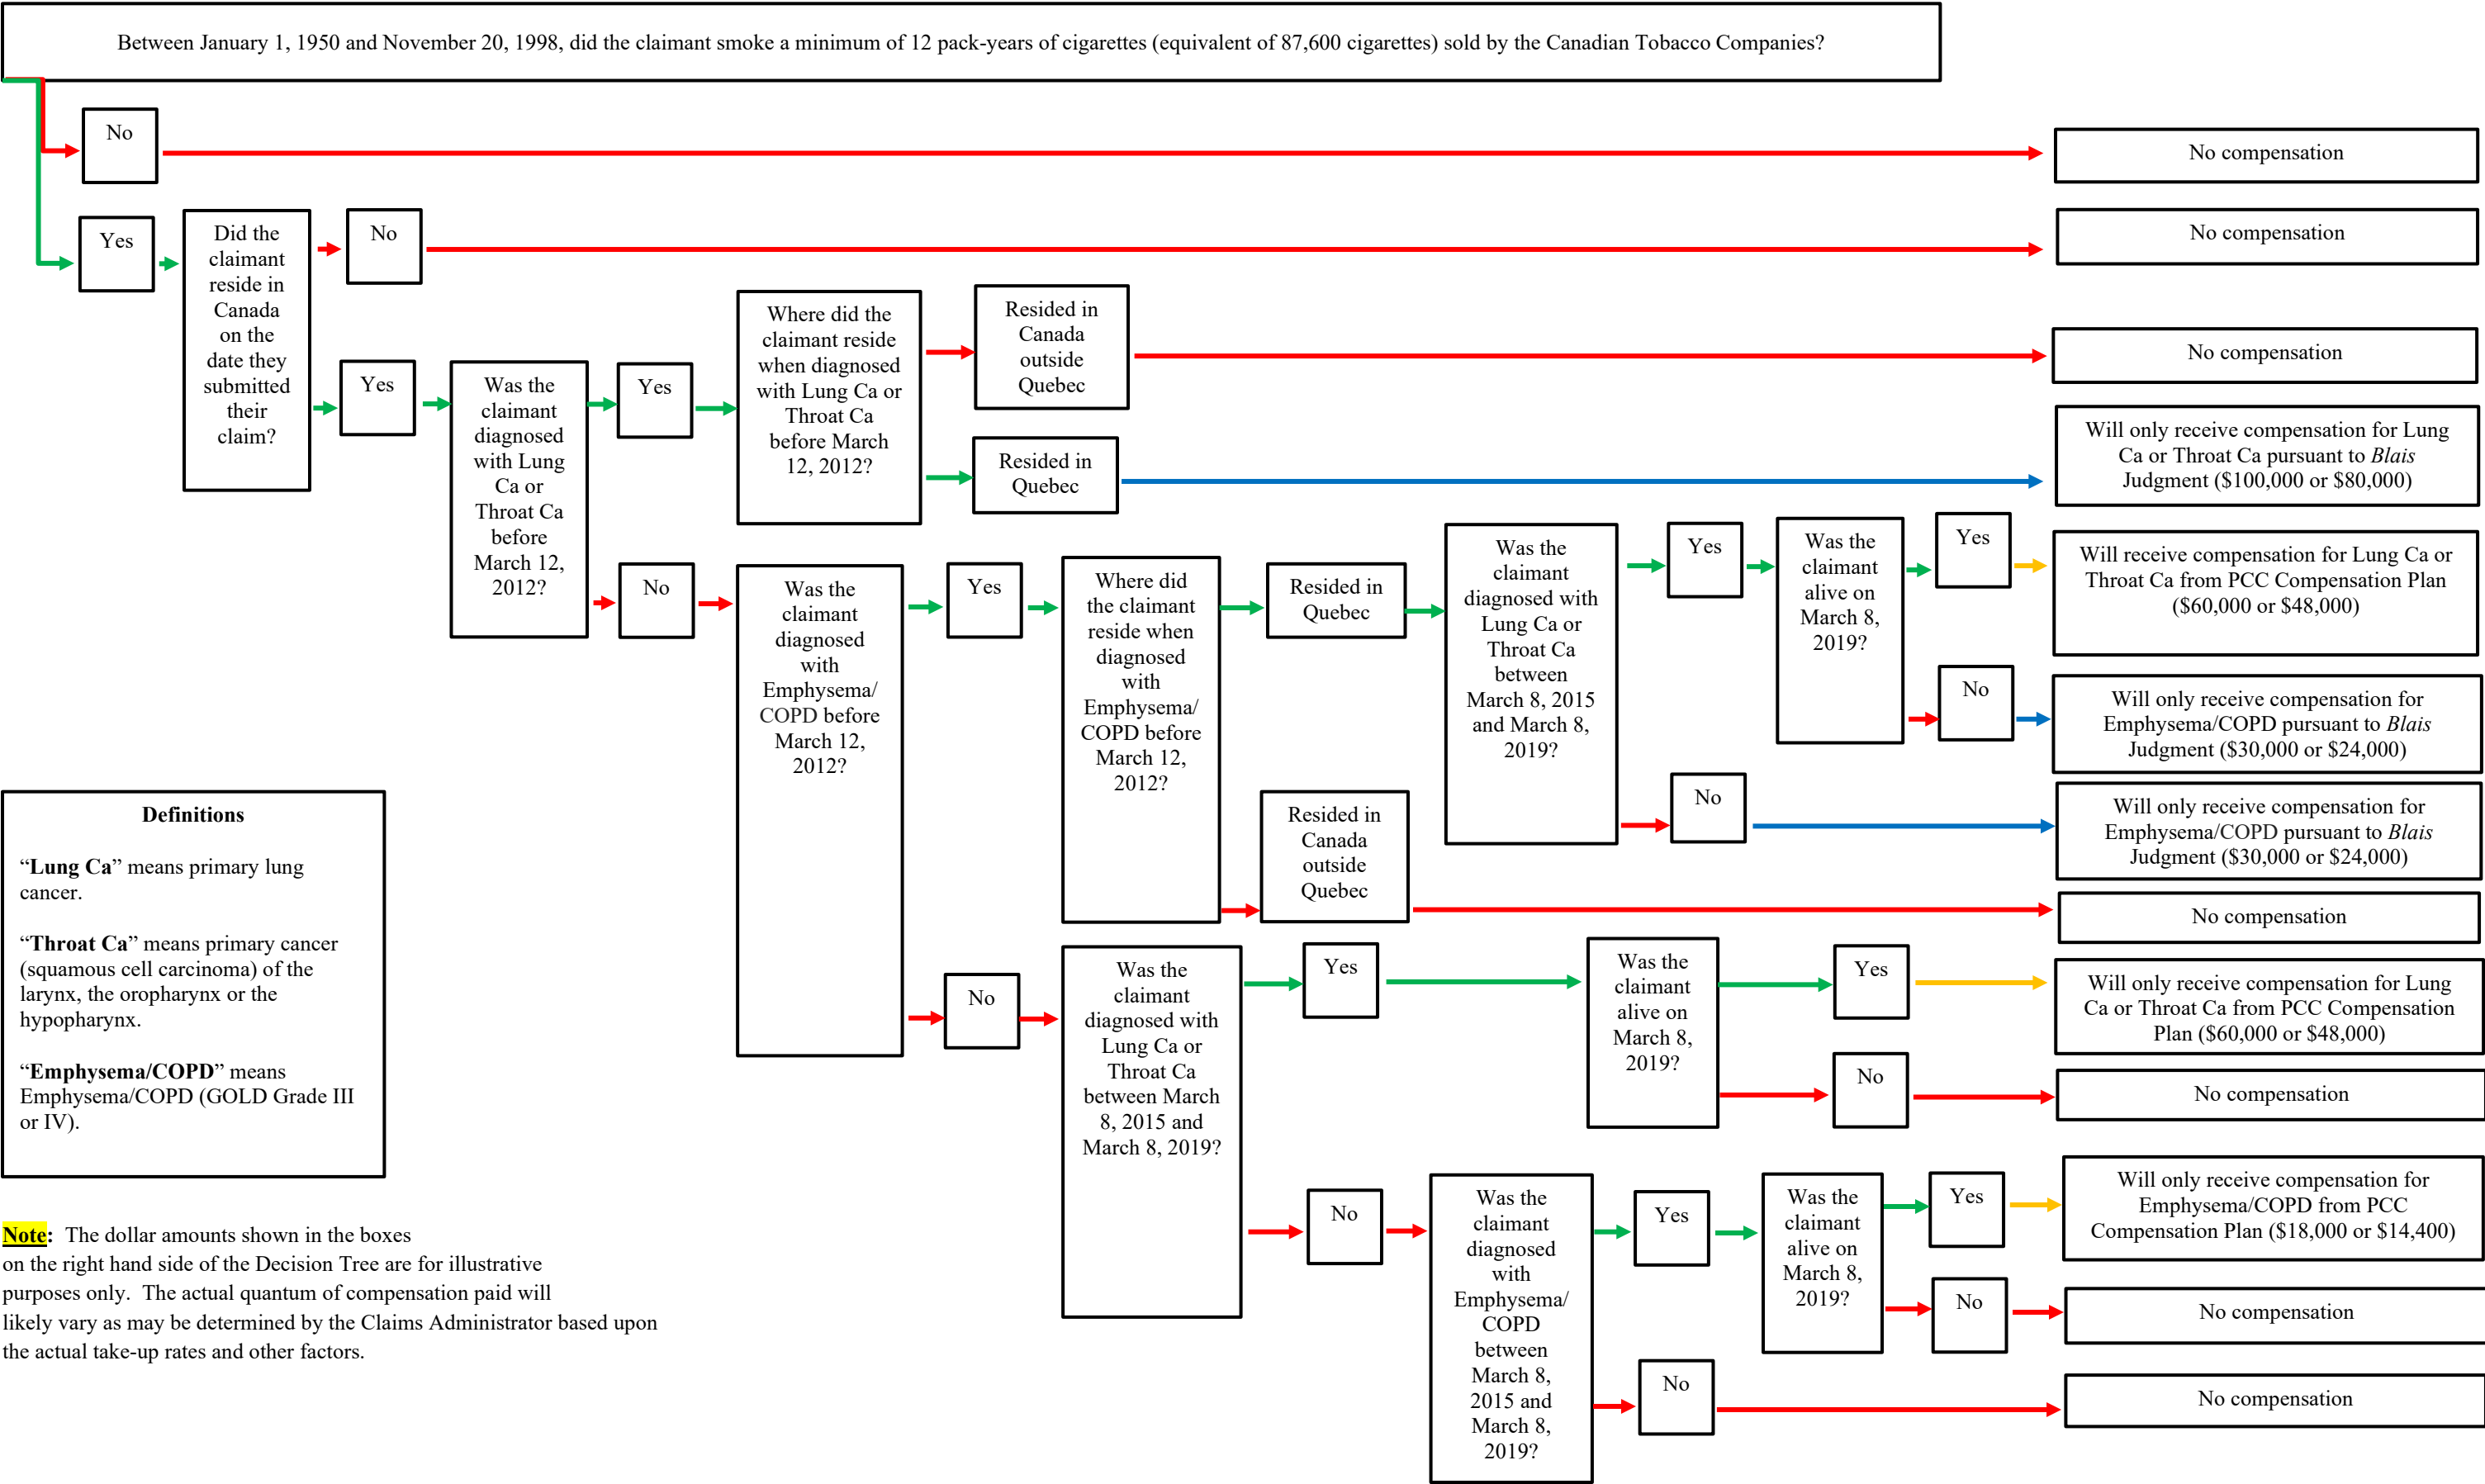 Between January 1, 1950 and November 20, 1998, did the claimant smoke a minimum of 12 pack-years of cigarettes (equivalent of 87,600 cigarettes) sold by the Canadian Tobacco Companies?
No
No compensation
Yes
Did the
claimant
reside in
Canada
on the
date they
submitted
their
claim?
No
No compensation
Yes
Was the
claimant
diagnosed
with Lung
Ca or
Throat Ca
before
March 12,
2012?
Yes
Where did the
claimant reside
when diagnosed
with Lung Ca or
Throat Ca
before March
12, 2012?
Resided in
Canada
outside
Quebec
No compensation
Resided in
Quebec
Will only receive compensation for Lung
Ca or Throat Ca pursuant to Blais
Judgment ($100,000 or $80,000)
No
Was the
claimant
diagnosed
with
Emphysema/
COPD before
March 12,
2012?
Yes
Where did
the claimant
reside when
diagnosed
with
Emphysema/
COPD before
March 12,
2012?
Resided in
Quebec
Was the
claimant
diagnosed with
Lung Ca or
Throat Ca
between
March 8, 2015
and March 8,
2019?
Yes
Was the
claimant
alive on
March 8,
2019?
Yes
Will receive compensation for Lung Ca or
Throat Ca from PCC Compensation Plan
($60,000 or $48,000)
No
Will only receive compensation for
Emphysema/COPD pursuant to Blais
Judgment ($30,000 or $24,000)
No
Will only receive compensation for
Emphysema/COPD pursuant to Blais
Judgment ($30,000 or $24,000)
Resided in
Canada
outside
Quebec
No compensation
No
Was the
claimant
diagnosed with
Lung Ca or
Throat Ca
between March
8, 2015 and
March 8, 2019?
Yes
Was the
claimant
alive on
March 8,
2019?
Yes
Will only receive compensation for Lung
Ca or Throat Ca from PCC Compensation
Plan ($60,000 or $48,000)
No
No compensation
No
Was the
claimant
diagnosed
with
Emphysema/
COPD
between
March 8,
2015 and
March 8,
2019?
Yes
Was the
claimant
alive on
March 8,
2019?
Yes
Will only receive compensation for
Emphysema/COPD from PCC
Compensation Plan ($18,000 or $14,400)
No
No compensation
No
No compensation
Definitions
“Lung Ca” means primary lung
cancer.
“Throat Ca” means primary cancer
(squamous cell carcinoma) of the
larynx, the oropharynx or the
hypopharynx.
“Emphysema/COPD” means
Emphysema/COPD (GOLD Grade III
or IV).
Note: The dollar amounts shown in the boxes
on the right hand side of the Decision Tree are for illustrative
purposes only. The actual quantum of compensation paid will
likely vary as may be determined by the Claims Administrator based upon
the actual take-up rates and other factors.